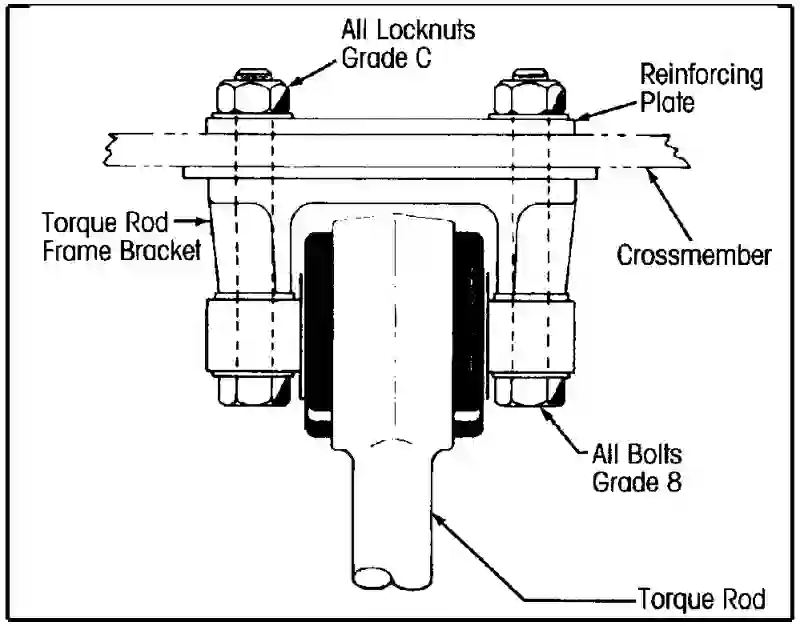 All Locknuts
Grade C
Reinforcing
Plate
Torque Rod
Frame Bracket
Crossmember
All Bolts
Grade 8
Torque Rod